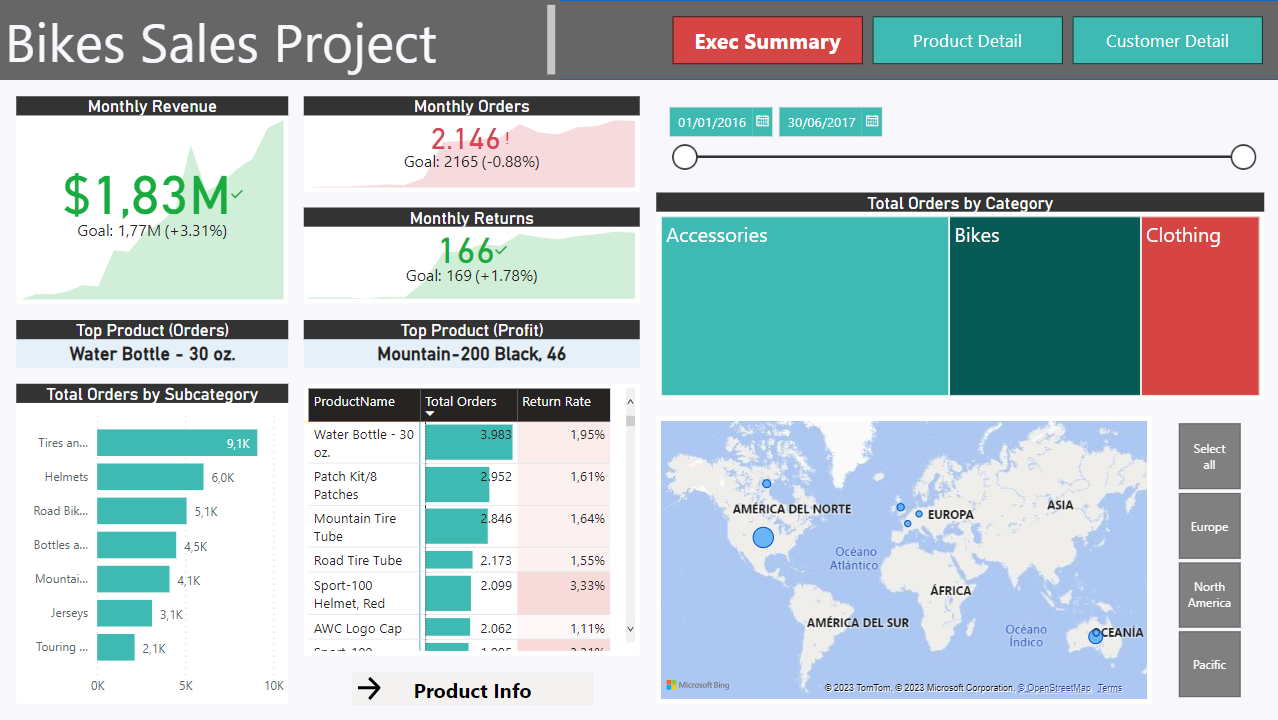 Bikes Sales Project
Exec Summary
Product Detail
Customer Detail
Monthly Revenue
$1,83M
Goal: 1,77M (+3.31%)
Monthly Orders
2.146!
Goal: 2165 (-0.88%)
Monthly Returns
166
Goal: 169 (+1.78%)
01/01/2016
30/06/2017
Total Orders by Category
Accessories
Bikes
Clothing
Top Product (Orders)
Water Bottle - 30 oz.
Top Product (Profit)
Mountain-200 Black, 46
Total Orders by Subcategory
Tires an... 9,1K
Helmets 6,0K
Road Bik... 5,1K
Bottles a... 4,5K
Mountai... 4,1K
Jerseys 3,1K
Touring ... 2,1K
0K 5K 10K
ProductName Total Orders Return Rate
Water Bottle - 30 3.983 1,95%
oz.
Patch Kit/8 2.952 1,61%
Patches
Mountain Tire 2.846 1,64%
Tube
Road Tire Tube 2.173 1,55%
Sport-100 2.099 3,33%
Helmet, Red
AWC Logo Cap 2.062 1,11%
Product Info
AMÉRICA DEL NORTE
EUROPA
ASIA
Océano
Atlántico
ÁFRICA
AMÉRICA DEL SUR
Océano
Índico
OCEANÍA
Microsoft Bing
© 2023 TomTom, © 2023 Microsoft Corporation, © OpenStreetMap Terms
Select
all
Europe
North
America
Pacific